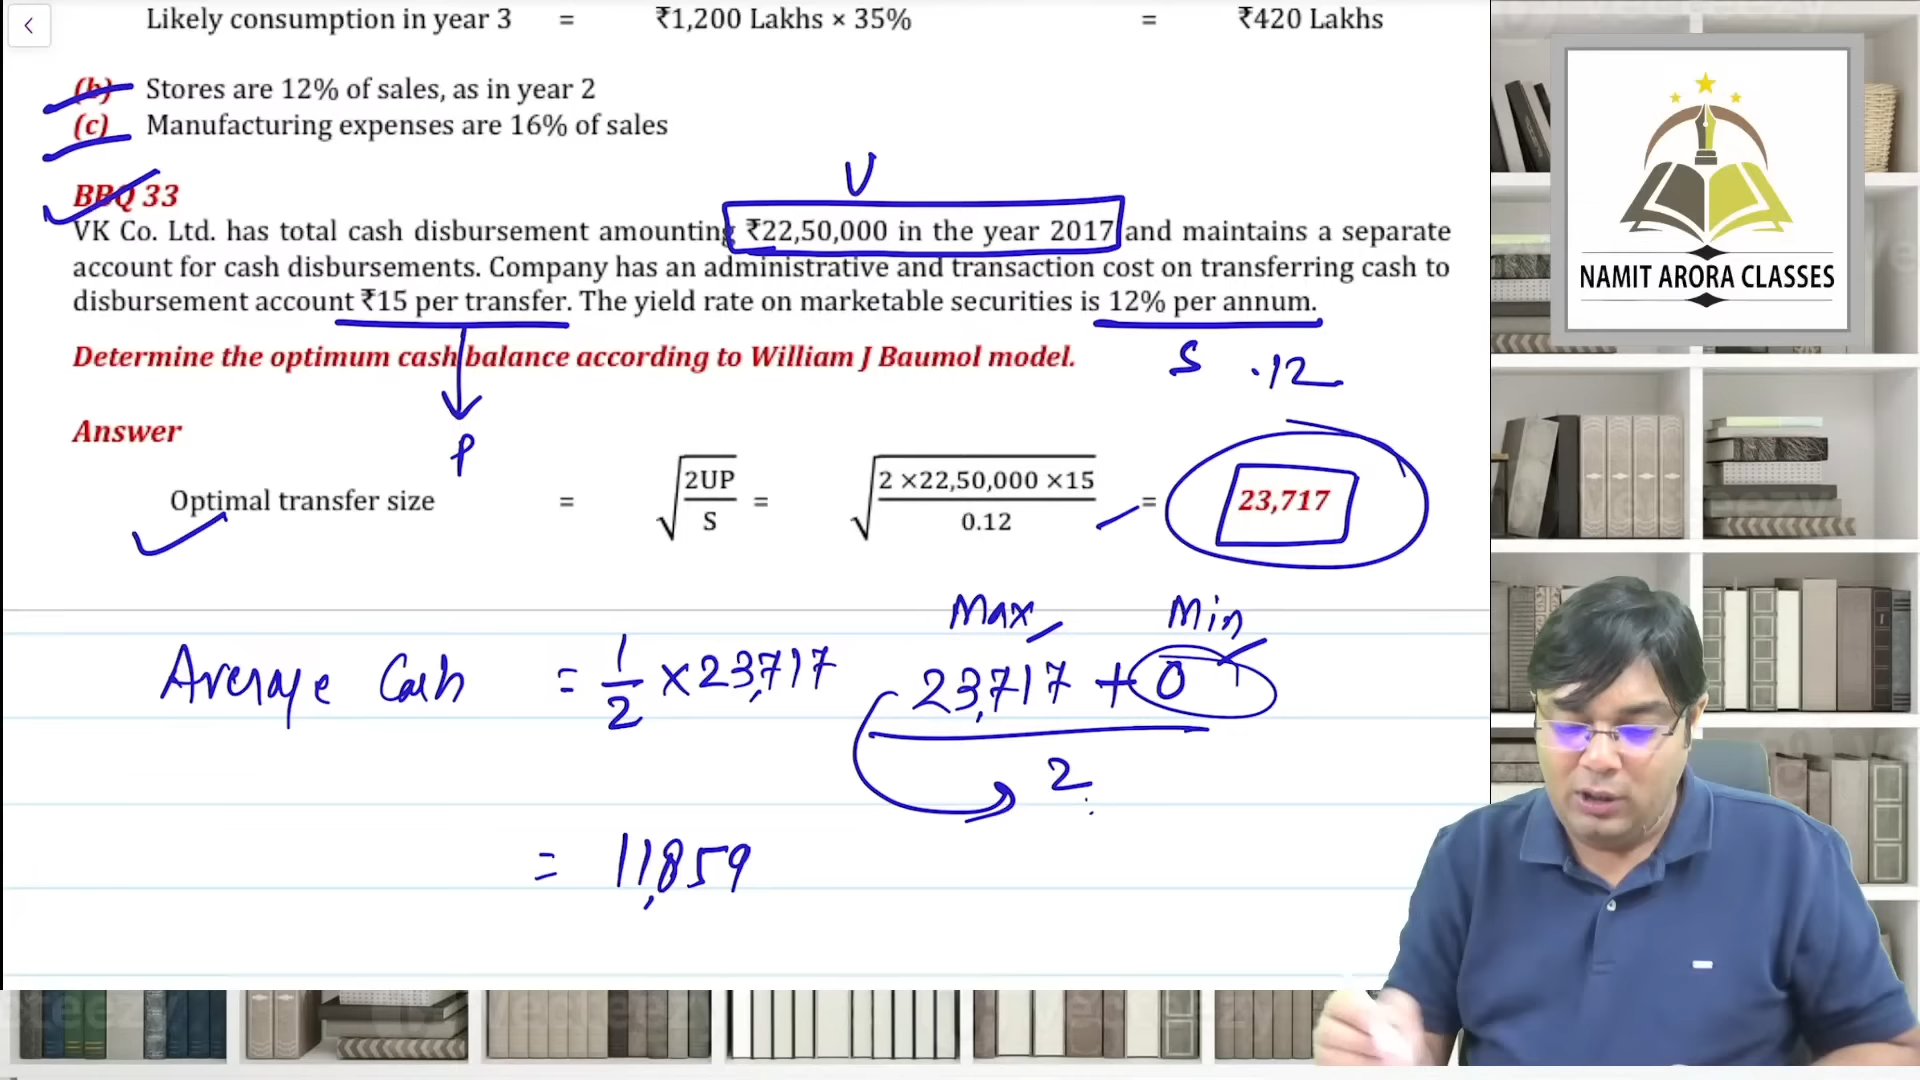 Likely consumption in year 3 = ₹1,200 Lakhs × 35% = ₹420 Lakhs
(b) Stores are 12% of sales, as in year 2
(c) Manufacturing expenses are 16% of sales
U
BBQ 33
VK Co. Ltd. has total cash disbursement amounting ₹22,50,000 in the year 2017 and maintains a separate
account for cash disbursements. Company has an administrative and transaction cost on transferring cash to
disbursement account ₹15 per transfer. The yield rate on marketable securities is 12% per annum.
Determine the optimum cash balance according to William J Baumol model.
S .12
Answer
P
Optimal transfer size = √2UP/S = √2 ×22,50,000 ×15/0.12 = 23,717
Max Min
Average Cash = 1/2 × 23,717 23,717 + 0
2
= 11,859
NAMIT ARORA CLASSES